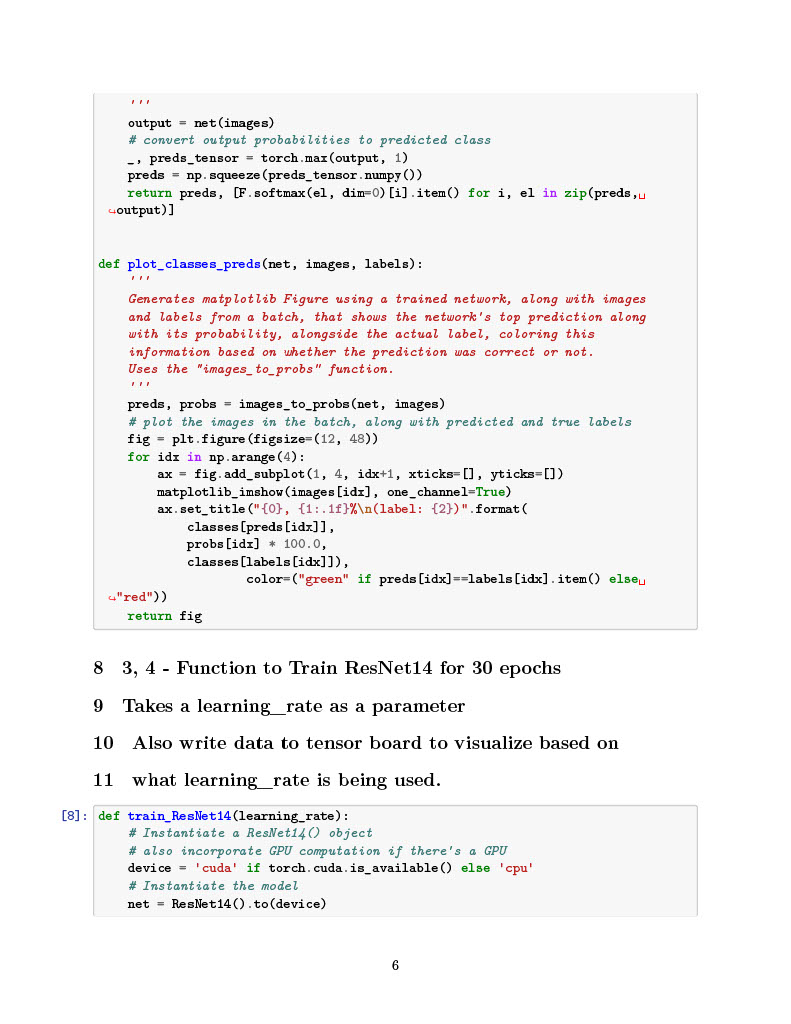 '''
    output = net(images)
    # convert output probabilities to predicted class
    _, preds_tensor = torch.max(output, 1)
    preds = np.squeeze(preds_tensor.numpy())
    return preds, [F.softmax(el, dim=0)[i].item() for i, el in zip(preds,␣
 ↪output)]
def plot_classes_preds(net, images, labels):
    '''
    Generates matplotlib Figure using a trained network, along with images
    and labels from a batch, that shows the network's top prediction along
    with its probability, alongside the actual label, coloring this
    information based on whether the prediction was correct or not.
    Uses the "images_to_probs" function.
    '''
    preds, probs = images_to_probs(net, images)
    # plot the images in the batch, along with predicted and true labels
    fig = plt.figure(figsize=(12, 48))
    for idx in np.arange(4):
        ax = fig.add_subplot(1, 4, idx+1, xticks=[], yticks=[])
        matplotlib_imshow(images[idx], one_channel=True)
        ax.set_title("{0}, {1:.1f}%\n(label: {2})".format(
            classes[preds[idx]],
            probs[idx] * 100.0,
            classes[labels[idx]]),
                    color=("green" if preds[idx]==labels[idx].item() else␣
 ↪"red"))
    return fig
8 3, 4 - Function to Train ResNet14 for 30 epochs
9 Takes a learning_rate as a parameter
10 Also write data to tensor board to visualize based on
11 what learning_rate is being used.
[8]: def train_ResNet14(learning_rate):
    # Instantiate a ResNet14() object
    # also incorporate GPU computation if there's a GPU
    device = 'cuda' if torch.cuda.is_available() else 'cpu'
    # Instantiate the model
    net = ResNet14().to(device)
6